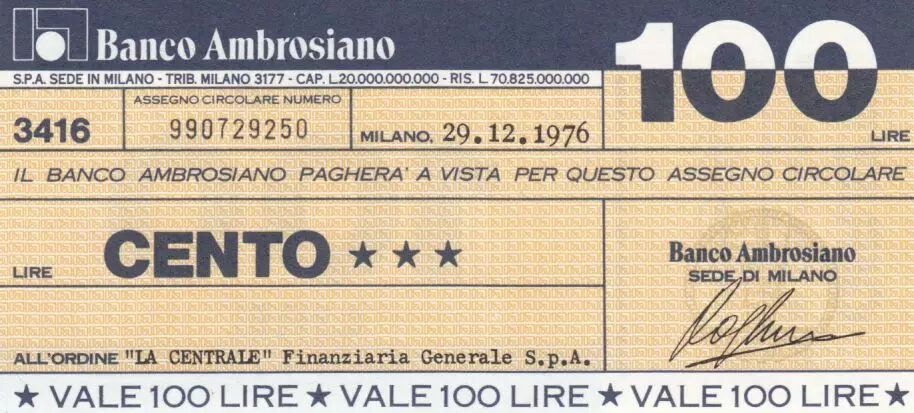 Banco Ambrosiano
100
S.P.A. SEDE IN MILANO - TRIB. MILANO 3177 - CAP. L.20.000.000.000 - RIS. L.70.825.000.000
ASSEGNO CIRCOLARE NUMERO
3416 990729250 MILANO, 29.12.1976 LIRE
IL BANCO AMBROSIANO PAGHERA' A VISTA PER QUESTO ASSEGNO CIRCOLARE
LIRE CENTO ★★★
Banco Ambrosiano
SEDE DI MILANO
ALL'ORDINE "LA CENTRALE" Finanziaria Generale S.p.A.
★ VALE 100 LIRE ★ VALE 100 LIRE ★ VALE 100 LIRE ★